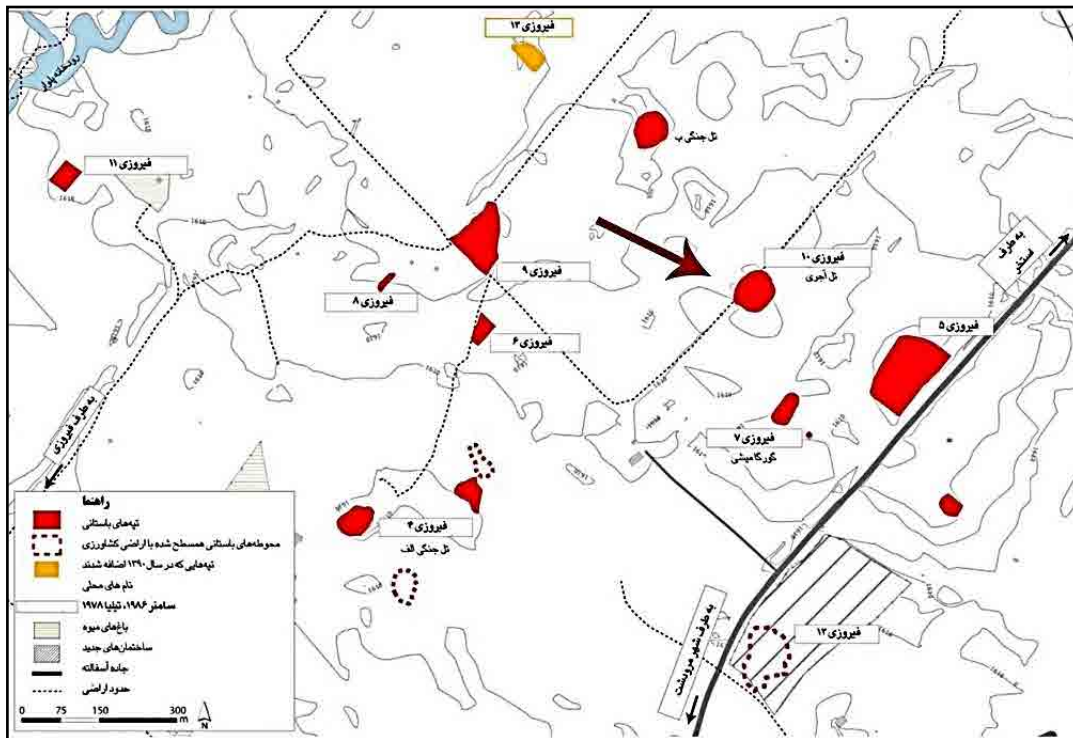 فیروزی ۱۳
رودخانه پلوار
تل جنگی ب
فیروزی ۱۱
به طرف
استخر
فیروزی ۱۰
تل آجری
فیروزی ۹
فیروزی ۸
فیروزی ۵
فیروزی ۶
به طرف فیروزی
فیروزی ۷
گورگامیشی
فیروزی ۴
تل جنگی الف
فیروزی ۱۲
به طرف شهر مرودشت
راهنما
تپه‌های باستانی
محوطه‌های باستانی همسطح شده با اراضی کشاورزی
تپه‌هایی که در سال ۱۳۹۰ اضافه شدند
نام های محلی
سامنر ۱۹۸۶، تیلیا ۱۹۷۸
باغ‌های میوه
ساختمان‌های جدید
جاده آسفالته
حدود اراضی
0 75 150 300
m
N